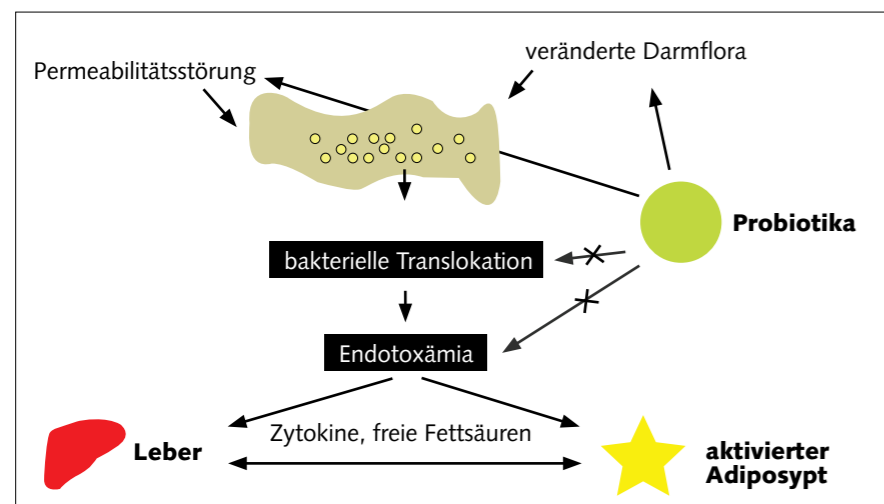 veränderte Darmflora
Permeabilitätsstörung
Probiotika
bakterielle Translokation
Endotoxämia
Zytokine, freie Fettsäuren
Leber
aktivierter
Adiposypt